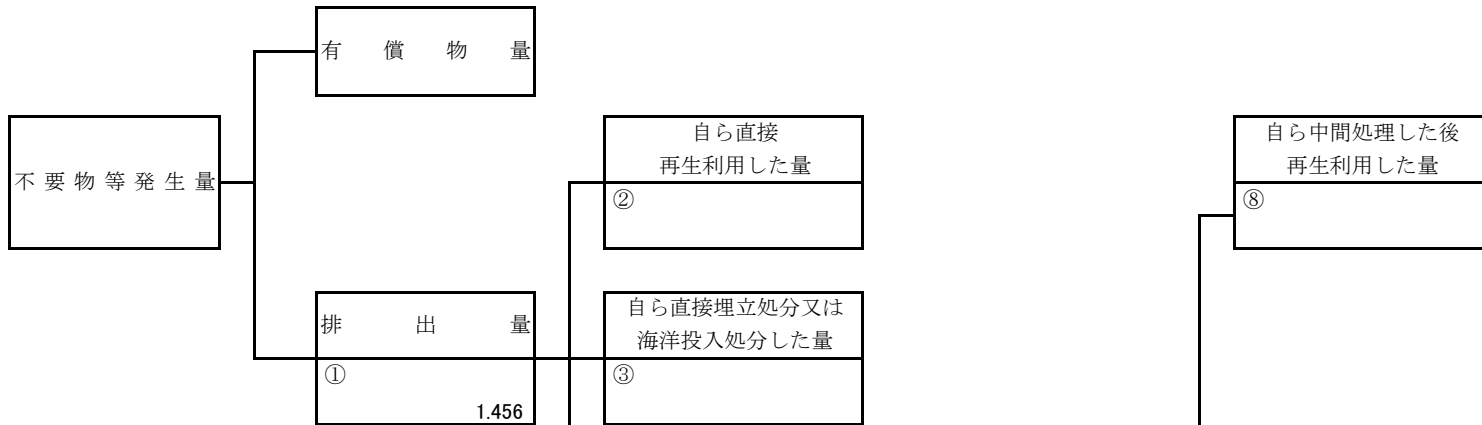 有償物量
不要物等発生量
自ら直接
再生利用した量
②
自ら中間処理した後
再生利用した量
⑧
排出量
①
1.456
自ら直接埋立処分又は
海洋投入処分した量
③